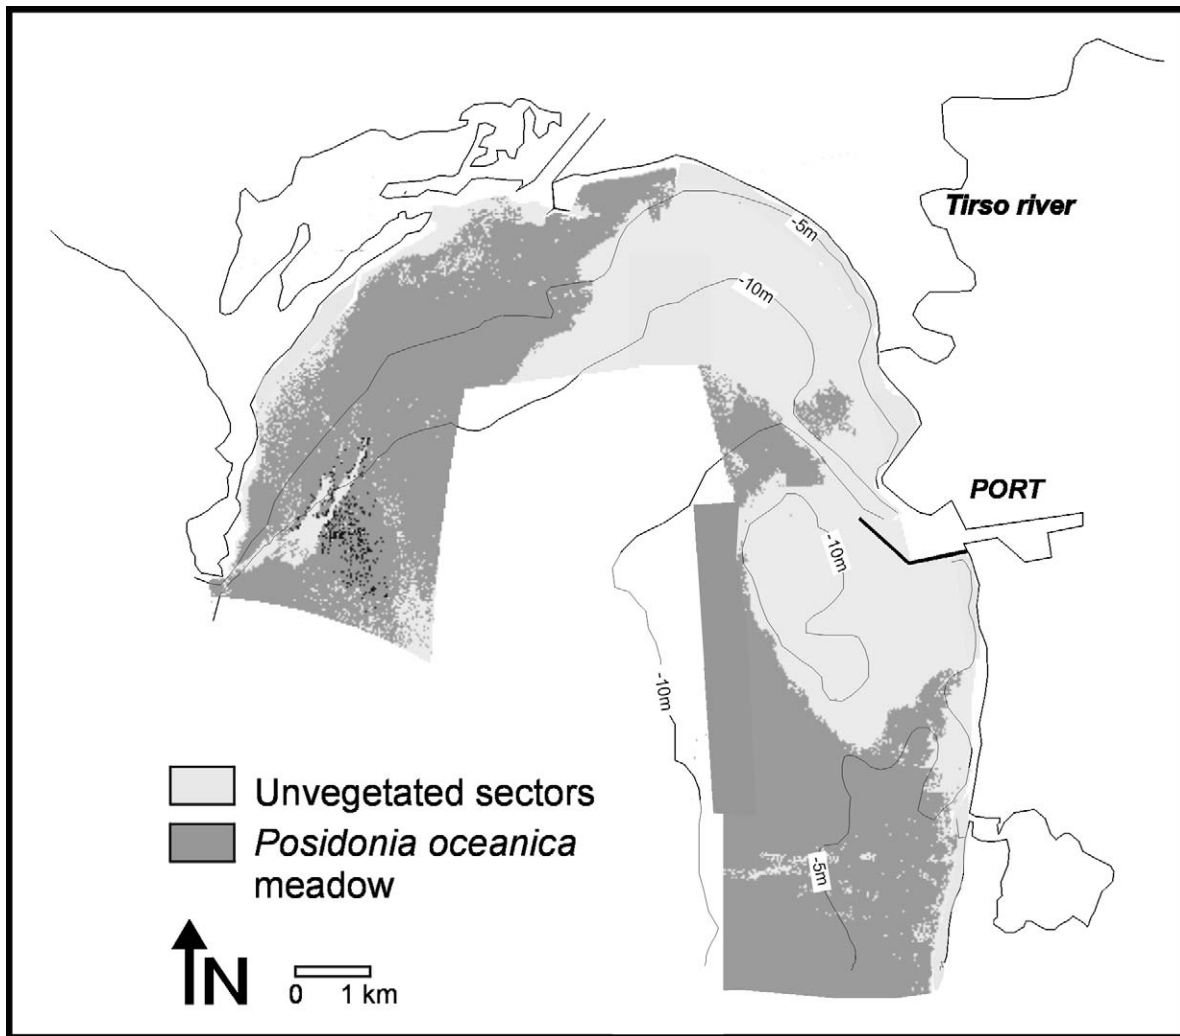 Tirso river
-5m
-10m
PORT
-10m
-10m
-5m
Unvegetated sectors
Posidonia oceanica
meadow
N
0 1 km